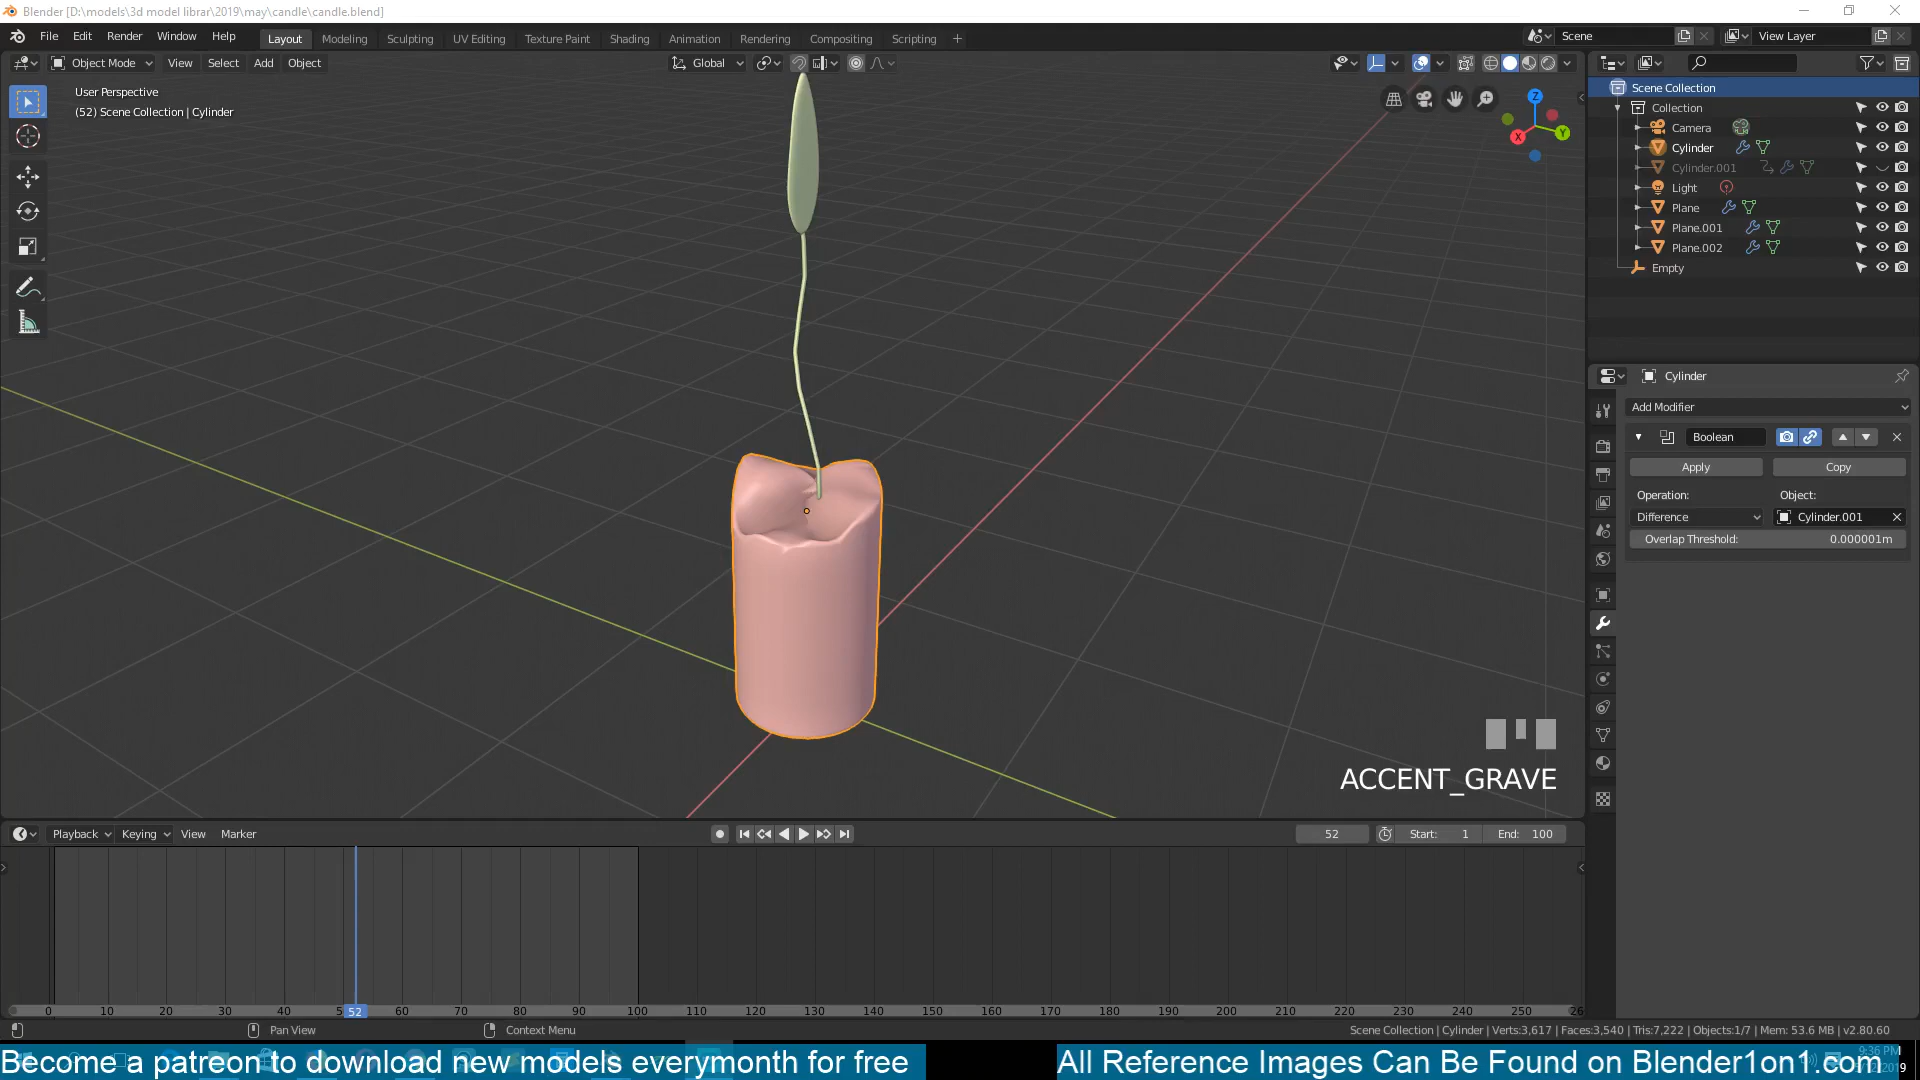 Blender [D:\models\3d model librar\2019\may\candle\candle.blend]
File Edit Render Window Help Layout Modeling Sculpting UV Editing Texture Paint Shading Animation Rendering Compositing Scripting + Scene View Layer
Object Mode View Select Add Object Global
User Perspective
(52) Scene Collection | Cylinder
Z
Y
X
ACCENT_GRAVE
Scene Collection
Collection
Camera
Cylinder
Cylinder.001
Light
Plane
Plane.001
Plane.002
Empty
Cylinder
Add Modifier
Boolean
Apply Copy
Operation: Object:
Difference Cylinder.001
Overlap Threshold: 0.000001m
Playback Keying View Marker 52 Start: 1 End: 100
0 10 20 30 40 5 52 60 70 80 90 100 110 120 130 140 150 160 170 180 190 200 210 220 230 240 250 26
Pan View Context Menu Scene Collection | Cylinder | Verts:3,617 | Faces:3,540 | Tris:7,222 | Objects:1/7 | Mem: 53.6 MB | v2.80.60
Become a patreon to download new models everymonth for free All Reference Images Can Be Found on Blender1on1.com
9:36 PM